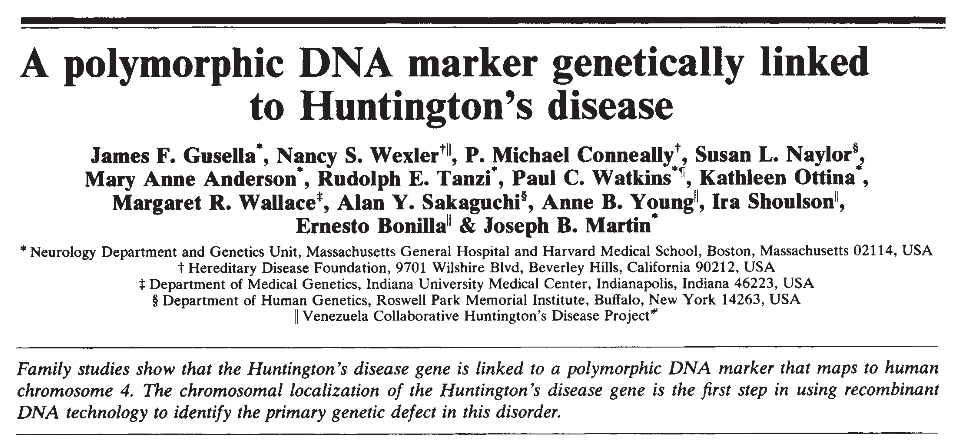 A polymorphic DNA marker genetically linked
to Huntington's disease
James F. Gusella*, Nancy S. Wexler†‖, P. Michael Conneally†, Susan L. Naylor§,
Mary Anne Anderson*, Rudolph E. Tanzi*, Paul C. Watkins*¶, Kathleen Ottina*,
Margaret R. Wallace‡, Alan Y. Sakaguchi§, Anne B. Young‖, Ira Shoulson‖,
Ernesto Bonilla‖ & Joseph B. Martin*
* Neurology Department and Genetics Unit, Massachusetts General Hospital and Harvard Medical School, Boston, Massachusetts 02114, USA
† Hereditary Disease Foundation, 9701 Wilshire Blvd, Beverley Hills, California 90212, USA
‡ Department of Medical Genetics, Indiana University Medical Center, Indianapolis, Indiana 46223, USA
§ Department of Human Genetics, Roswell Park Memorial Institute, Buffalo, New York 14263, USA
‖ Venezuela Collaborative Huntington's Disease Project*
Family studies show that the Huntington's disease gene is linked to a polymorphic DNA marker that maps to human
chromosome 4. The chromosomal localization of the Huntington's disease gene is the first step in using recombinant
DNA technology to identify the primary genetic defect in this disorder.